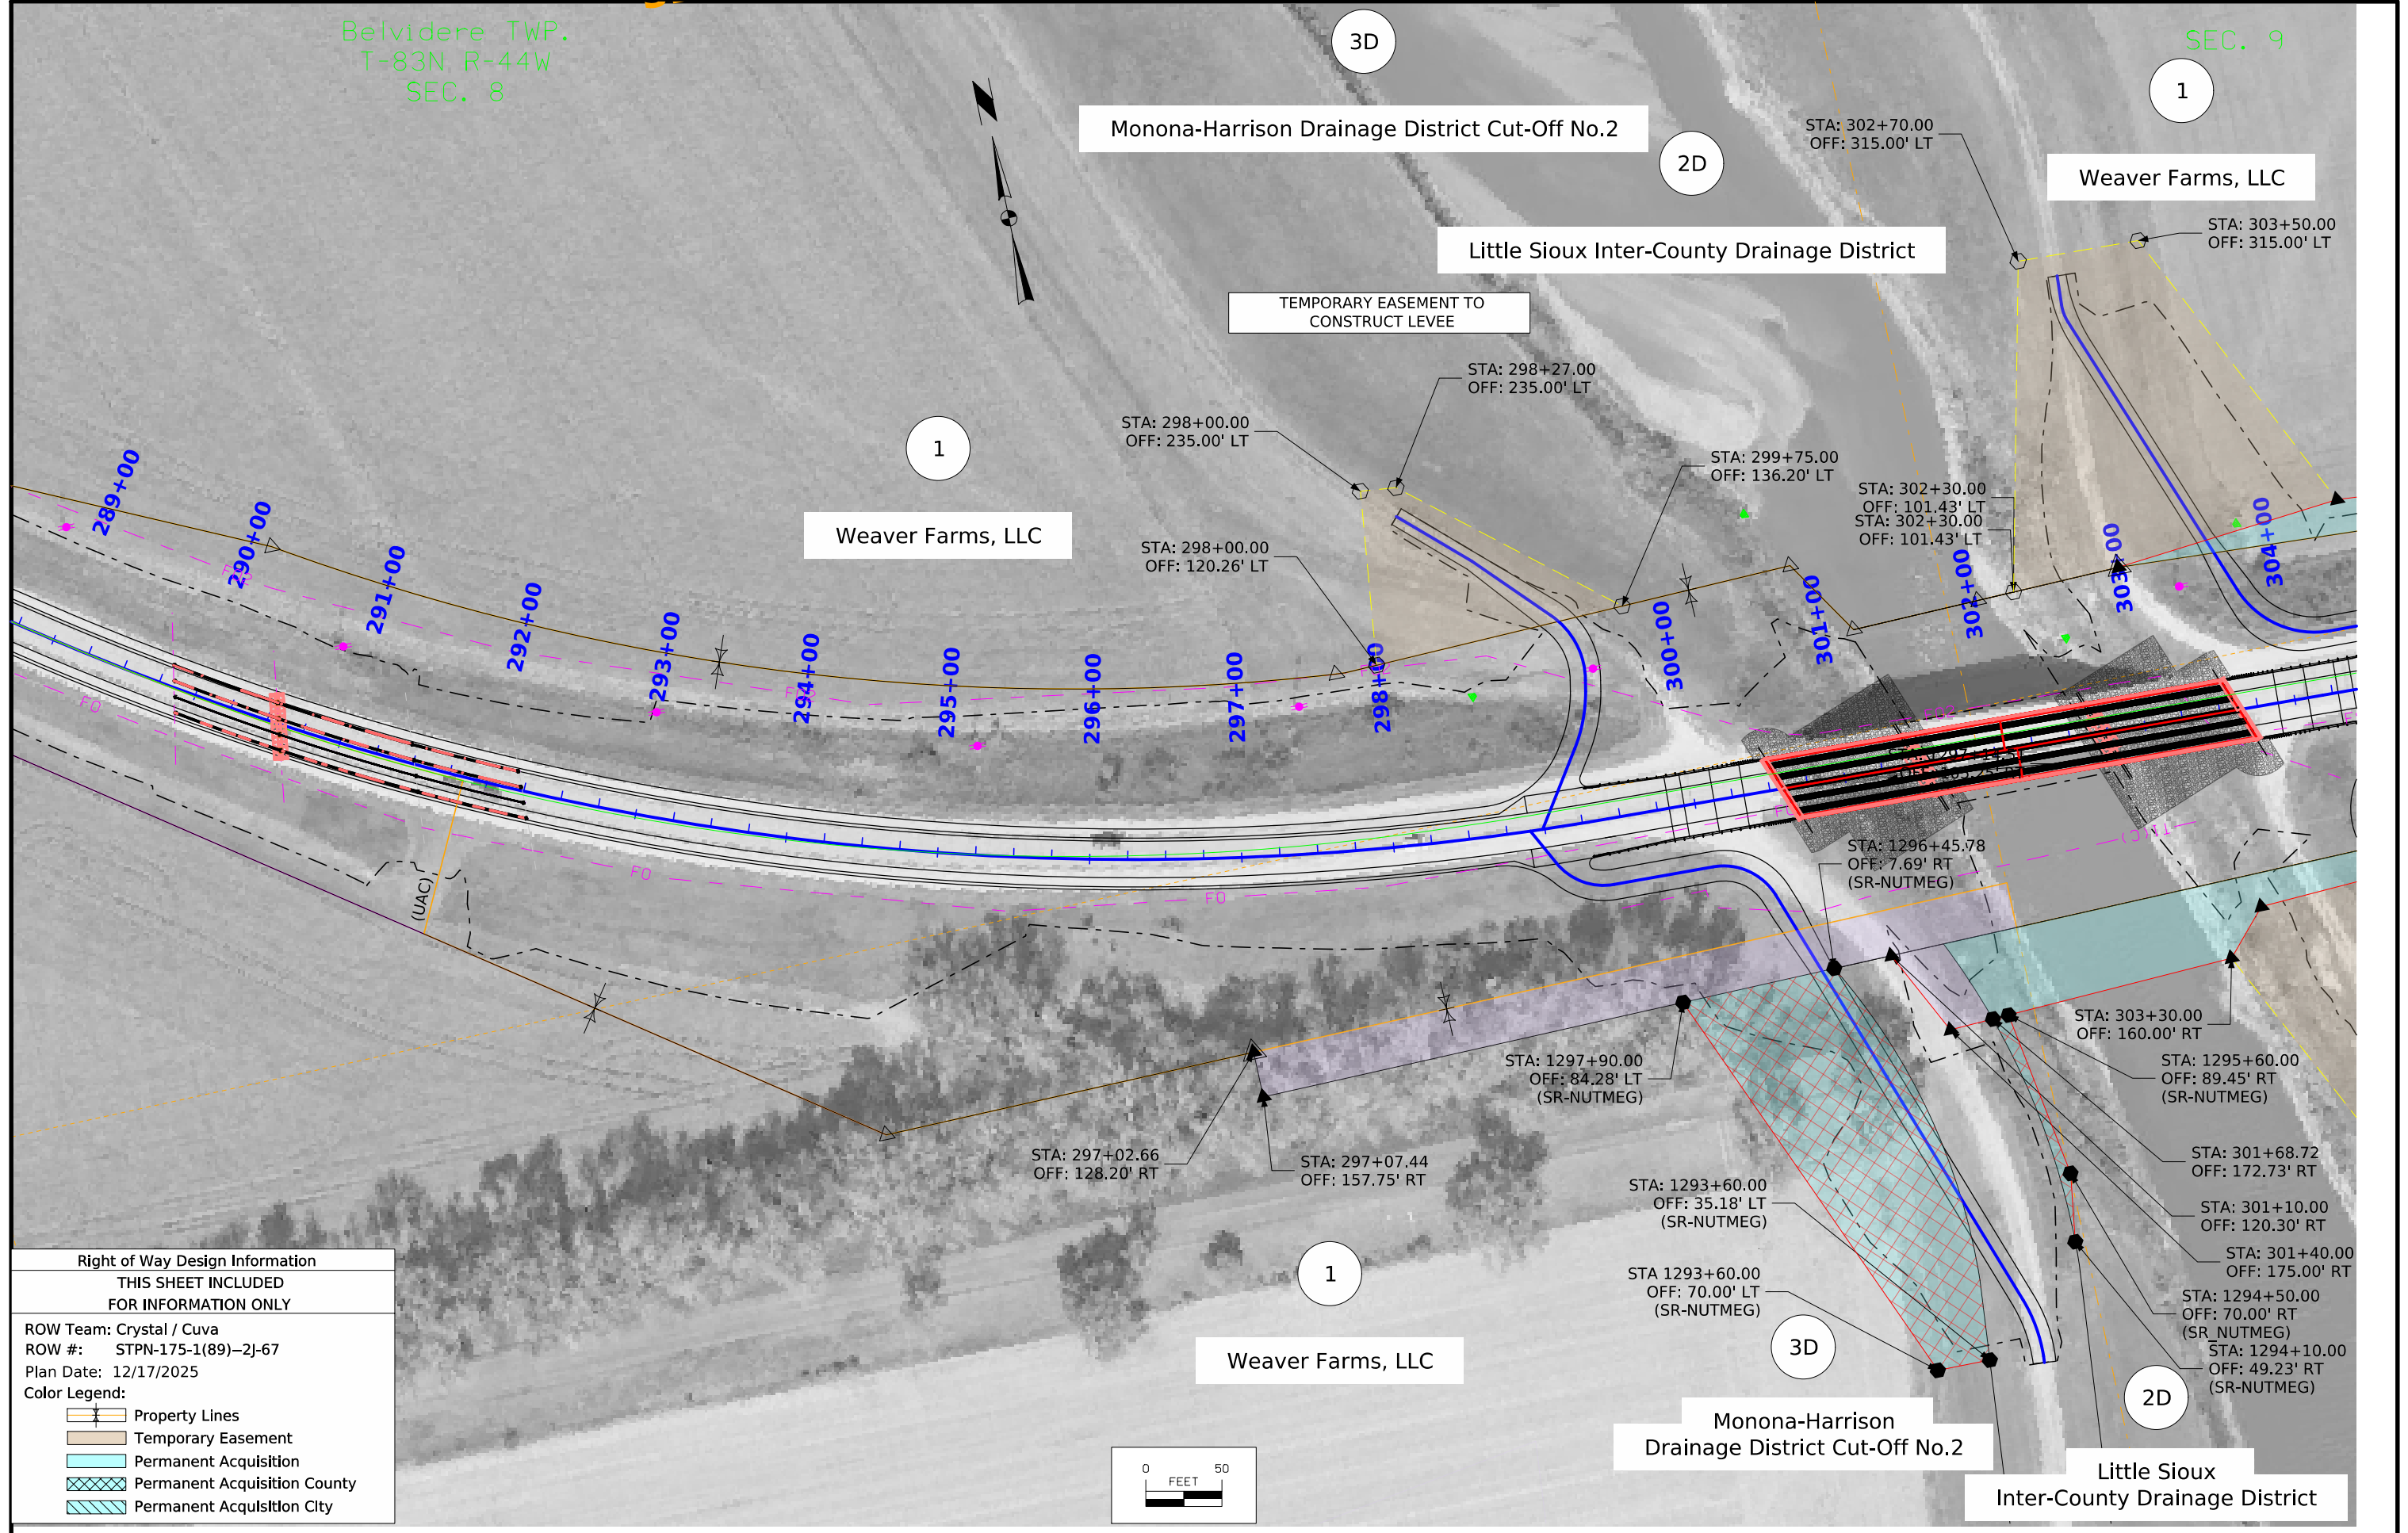 Belvidere TWP.
T-83N R-44W
SEC. 8
SEC. 9
3D
1
Monona-Harrison Drainage District Cut-Off No.2
2D
STA: 302+70.00
OFF: 315.00' LT
Weaver Farms, LLC
STA: 303+50.00
OFF: 315.00' LT
Little Sioux Inter-County Drainage District
TEMPORARY EASEMENT TO
CONSTRUCT LEVEE
STA: 298+27.00
OFF: 235.00' LT
STA: 298+00.00
OFF: 235.00' LT
1
Weaver Farms, LLC
STA: 299+75.00
OFF: 136.20' LT
STA: 302+30.00
OFF: 101.43' LT
STA: 302+30.00
OFF: 101.43' LT
STA: 298+00.00
OFF: 120.26' LT
289+00
290+00
291+00
292+00
293+00
294+00
295+00
296+00
297+00
298+00
300+00
301+00
302+00
303+00
304+00
FO2
FO2
FO2
FO2
FO
FO
FO
(UAC)
STA: 1296+45.78
OFF: 7.69' RT
(SR-NUTMEG)
STA: 303+30.00
OFF: 160.00' RT
STA: 1297+90.00
OFF: 84.28' LT
(SR-NUTMEG)
STA: 1295+60.00
OFF: 89.45' RT
(SR-NUTMEG)
STA: 297+02.66
OFF: 128.20' RT
STA: 297+07.44
OFF: 157.75' RT
STA: 301+68.72
OFF: 172.73' RT
STA: 1293+60.00
OFF: 35.18' LT
(SR-NUTMEG)
STA: 301+10.00
OFF: 120.30' RT
STA: 301+40.00
OFF: 175.00' RT
STA 1293+60.00
OFF: 70.00' LT
(SR-NUTMEG)
STA: 1294+50.00
OFF: 70.00' RT
(SR_NUTMEG)
STA: 1294+10.00
OFF: 49.23' RT
(SR-NUTMEG)
1
Weaver Farms, LLC
3D
Monona-Harrison
Drainage District Cut-Off No.2
2D
Little Sioux
Inter-County Drainage District
Right of Way Design Information
THIS SHEET INCLUDED
FOR INFORMATION ONLY
ROW Team: Crystal / Cuva
ROW #: STPN-175-1(89)--2J-67
Plan Date: 12/17/2025
Color Legend:
Property Lines
Temporary Easement
Permanent Acquisition
Permanent Acquisition County
Permanent Acquisition City
0 50
FEET